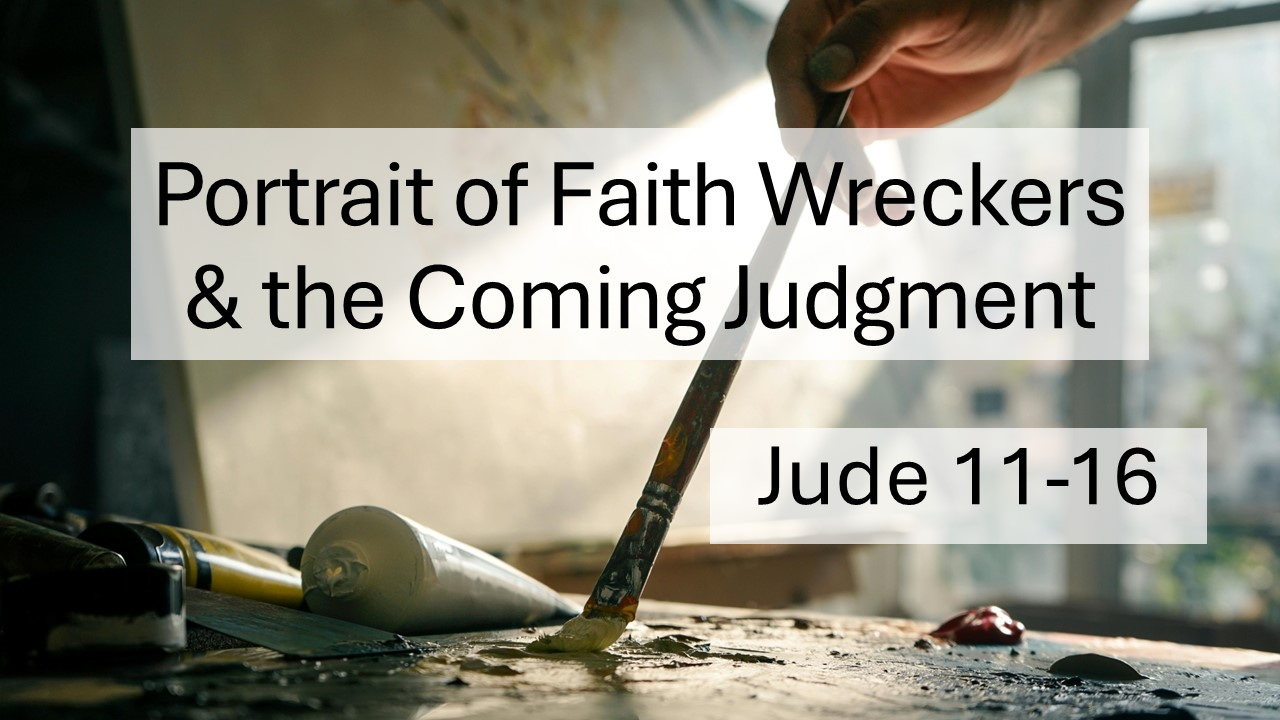 Portrait of Faith Wreckers
& the Coming Judgment
Jude 11-16